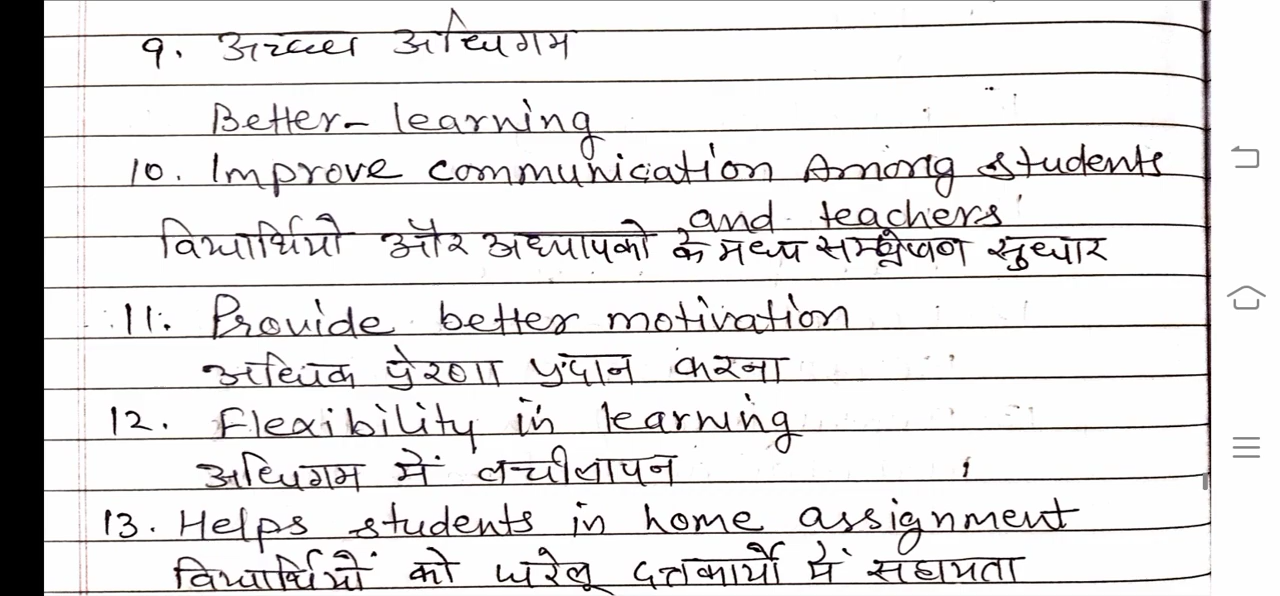 9. अच्छा अधिगम
Better- learning
10. Improve communication Among students
and teachers
विद्यार्थियों और अध्यापको के मध्य सम्प्रेषण सुधार
11. Provide better motivation
अधिक प्रेरणा प्रदान करना
12. Flexibility in learning
अधिगम में लचीलापन
13. Helps students in home assignment
विद्यार्थियों को घरेलू दत्तकार्यों में सहायता